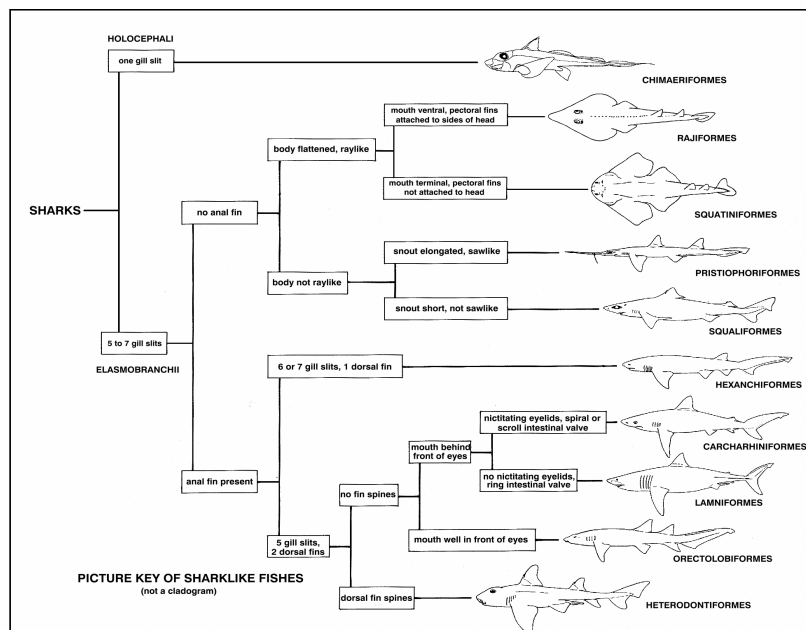 HOLOCEPHALI
one gill slit
CHIMAERIFORMES
mouth ventral, pectoral fins
attached to sides of head
RAJIFORMES
body flattened, raylike
mouth terminal, pectoral fins
not attached to head
SQUATINIFORMES
SHARKS
no anal fin
snout elongated, sawlike
PRISTIOPHORIFORMES
body not raylike
snout short, not sawlike
SQUALIFORMES
5 to 7 gill slits
ELASMOBRANCHII
6 or 7 gill slits, 1 dorsal fin
HEXANCHIFORMES
nictitating eyelids, spiral or
scroll intestinal valve
CARCHARHINIFORMES
mouth behind
front of eyes
anal fin present
no nictitating eyelids,
ring intestinal valve
LAMNIFORMES
no fin spines
5 gill slits,
2 dorsal fins
mouth well in front of eyes
ORECTOLOBIFORMES
PICTURE KEY OF SHARKLIKE FISHES
(not a cladogram)
dorsal fin spines
HETERODONTIFORMES